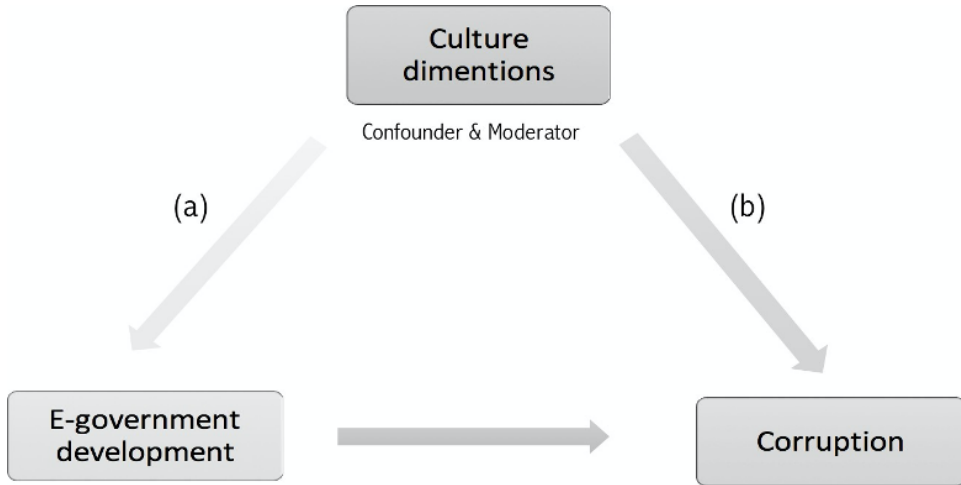 Culture
dimentions
Confounder & Moderator
(a)
(b)
E-government
development
Corruption